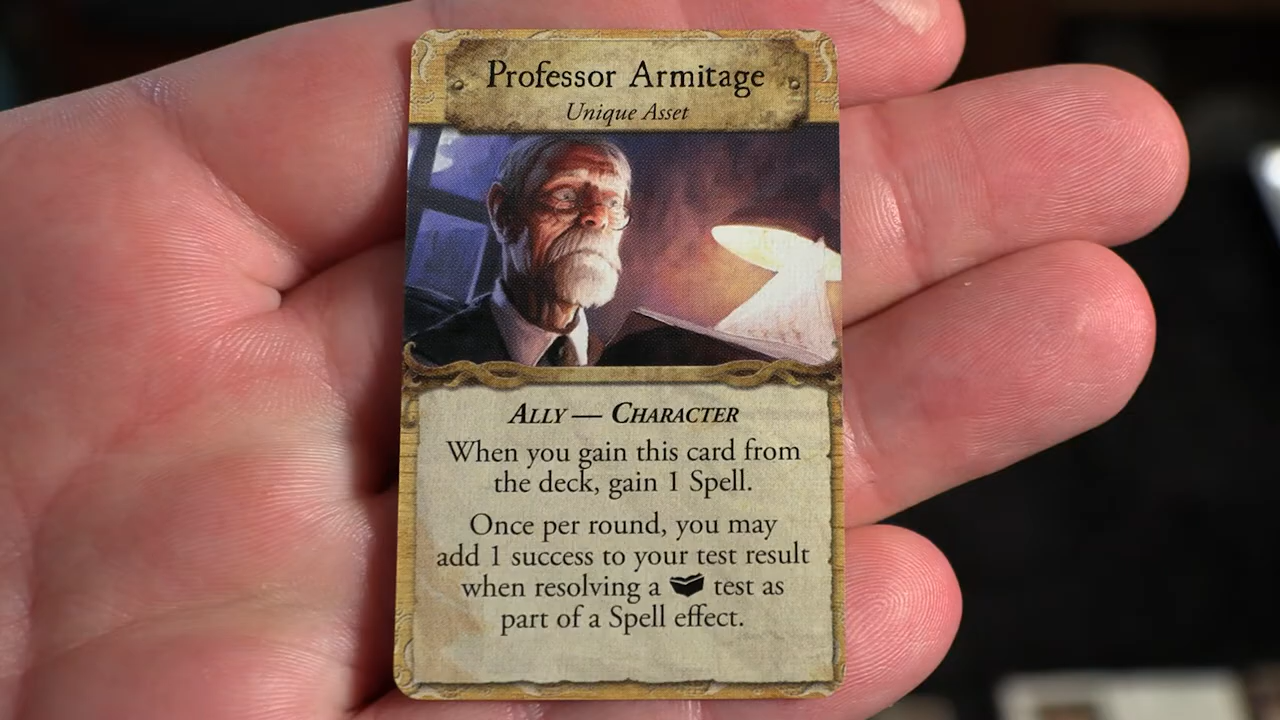 Professor Armitage
Unique Asset
Ally — Character
When you gain this card from
the deck, gain 1 Spell.
Once per round, you may
add 1 success to your test result
when resolving a test as
part of a Spell effect.